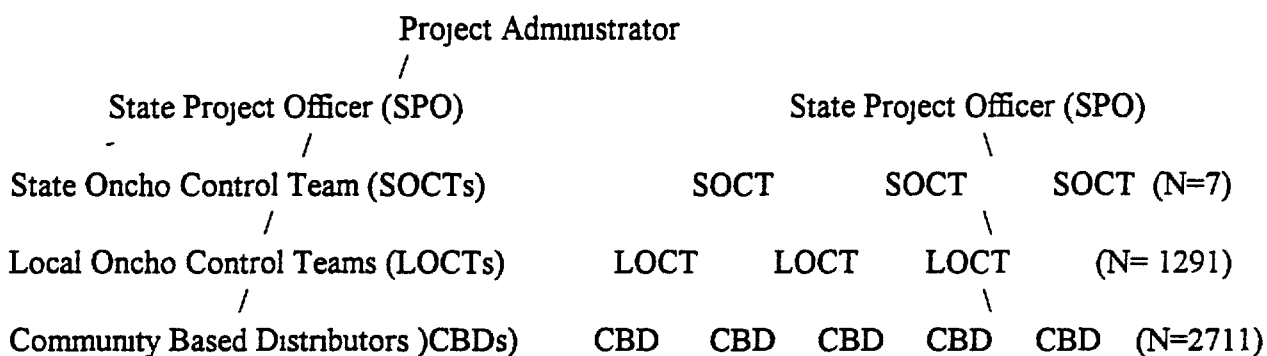 Project Administrator
/
State Project Officer (SPO) State Project Officer (SPO)
/ \
State Oncho Control Team (SOCTs) SOCT SOCT SOCT (N=7)
/ \
Local Oncho Control Teams (LOCTs) LOCT LOCT LOCT (N= 1291)
/ \
Community Based Distributors )CBDs) CBD CBD CBD CBD CBD (N=2711)